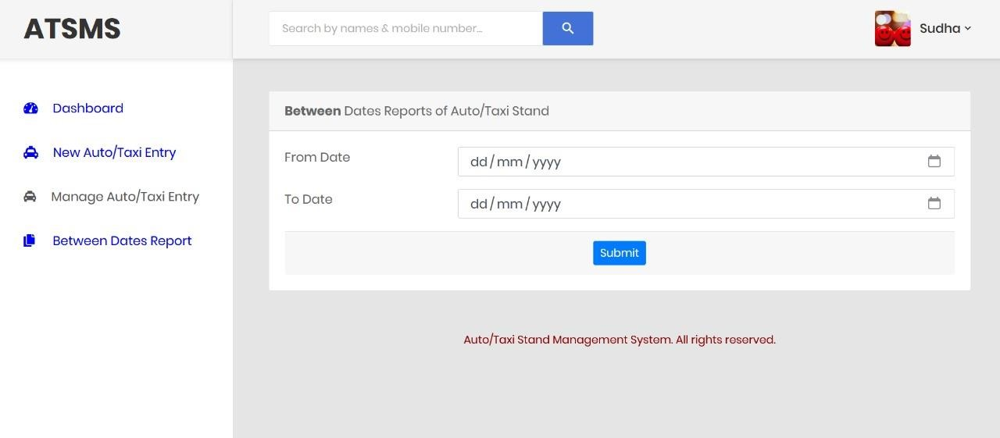 ATSMS
Search by names & mobile number...
Sudha
Dashboard
New Auto/Taxi Entry
Manage Auto/Taxi Entry
Between Dates Report
Between Dates Reports of Auto/Taxi Stand
From Date
dd/mm/yyyy
To Date
dd/mm/yyyy
Submit
Auto/Taxi Stand Management System. All rights reserved.